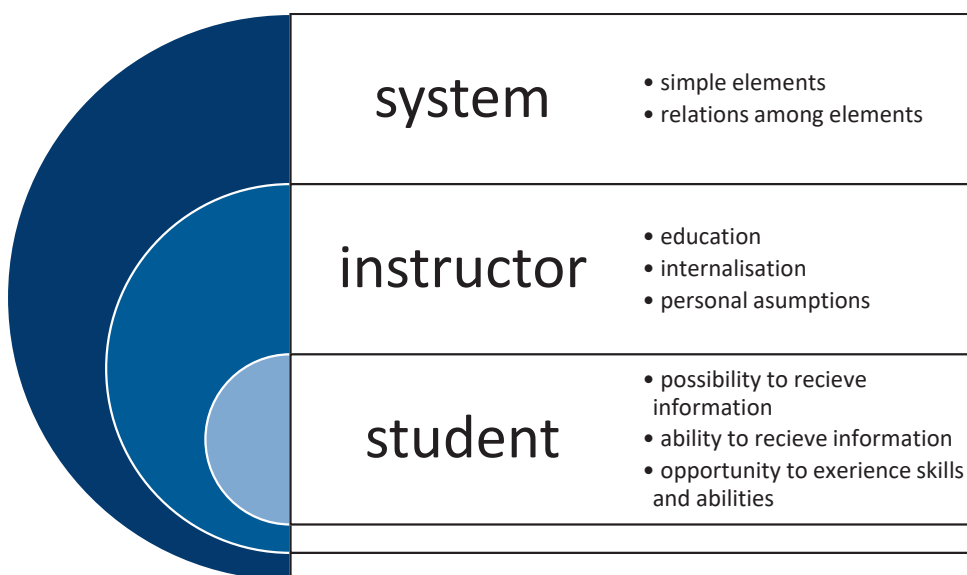 system
• simple elements
• relations among elements
instructor
• education
• internalisation
• personal asumptions
student
• possibility to recieve
information
• ability to recieve information
• opportunity to exerience skills
and abilities